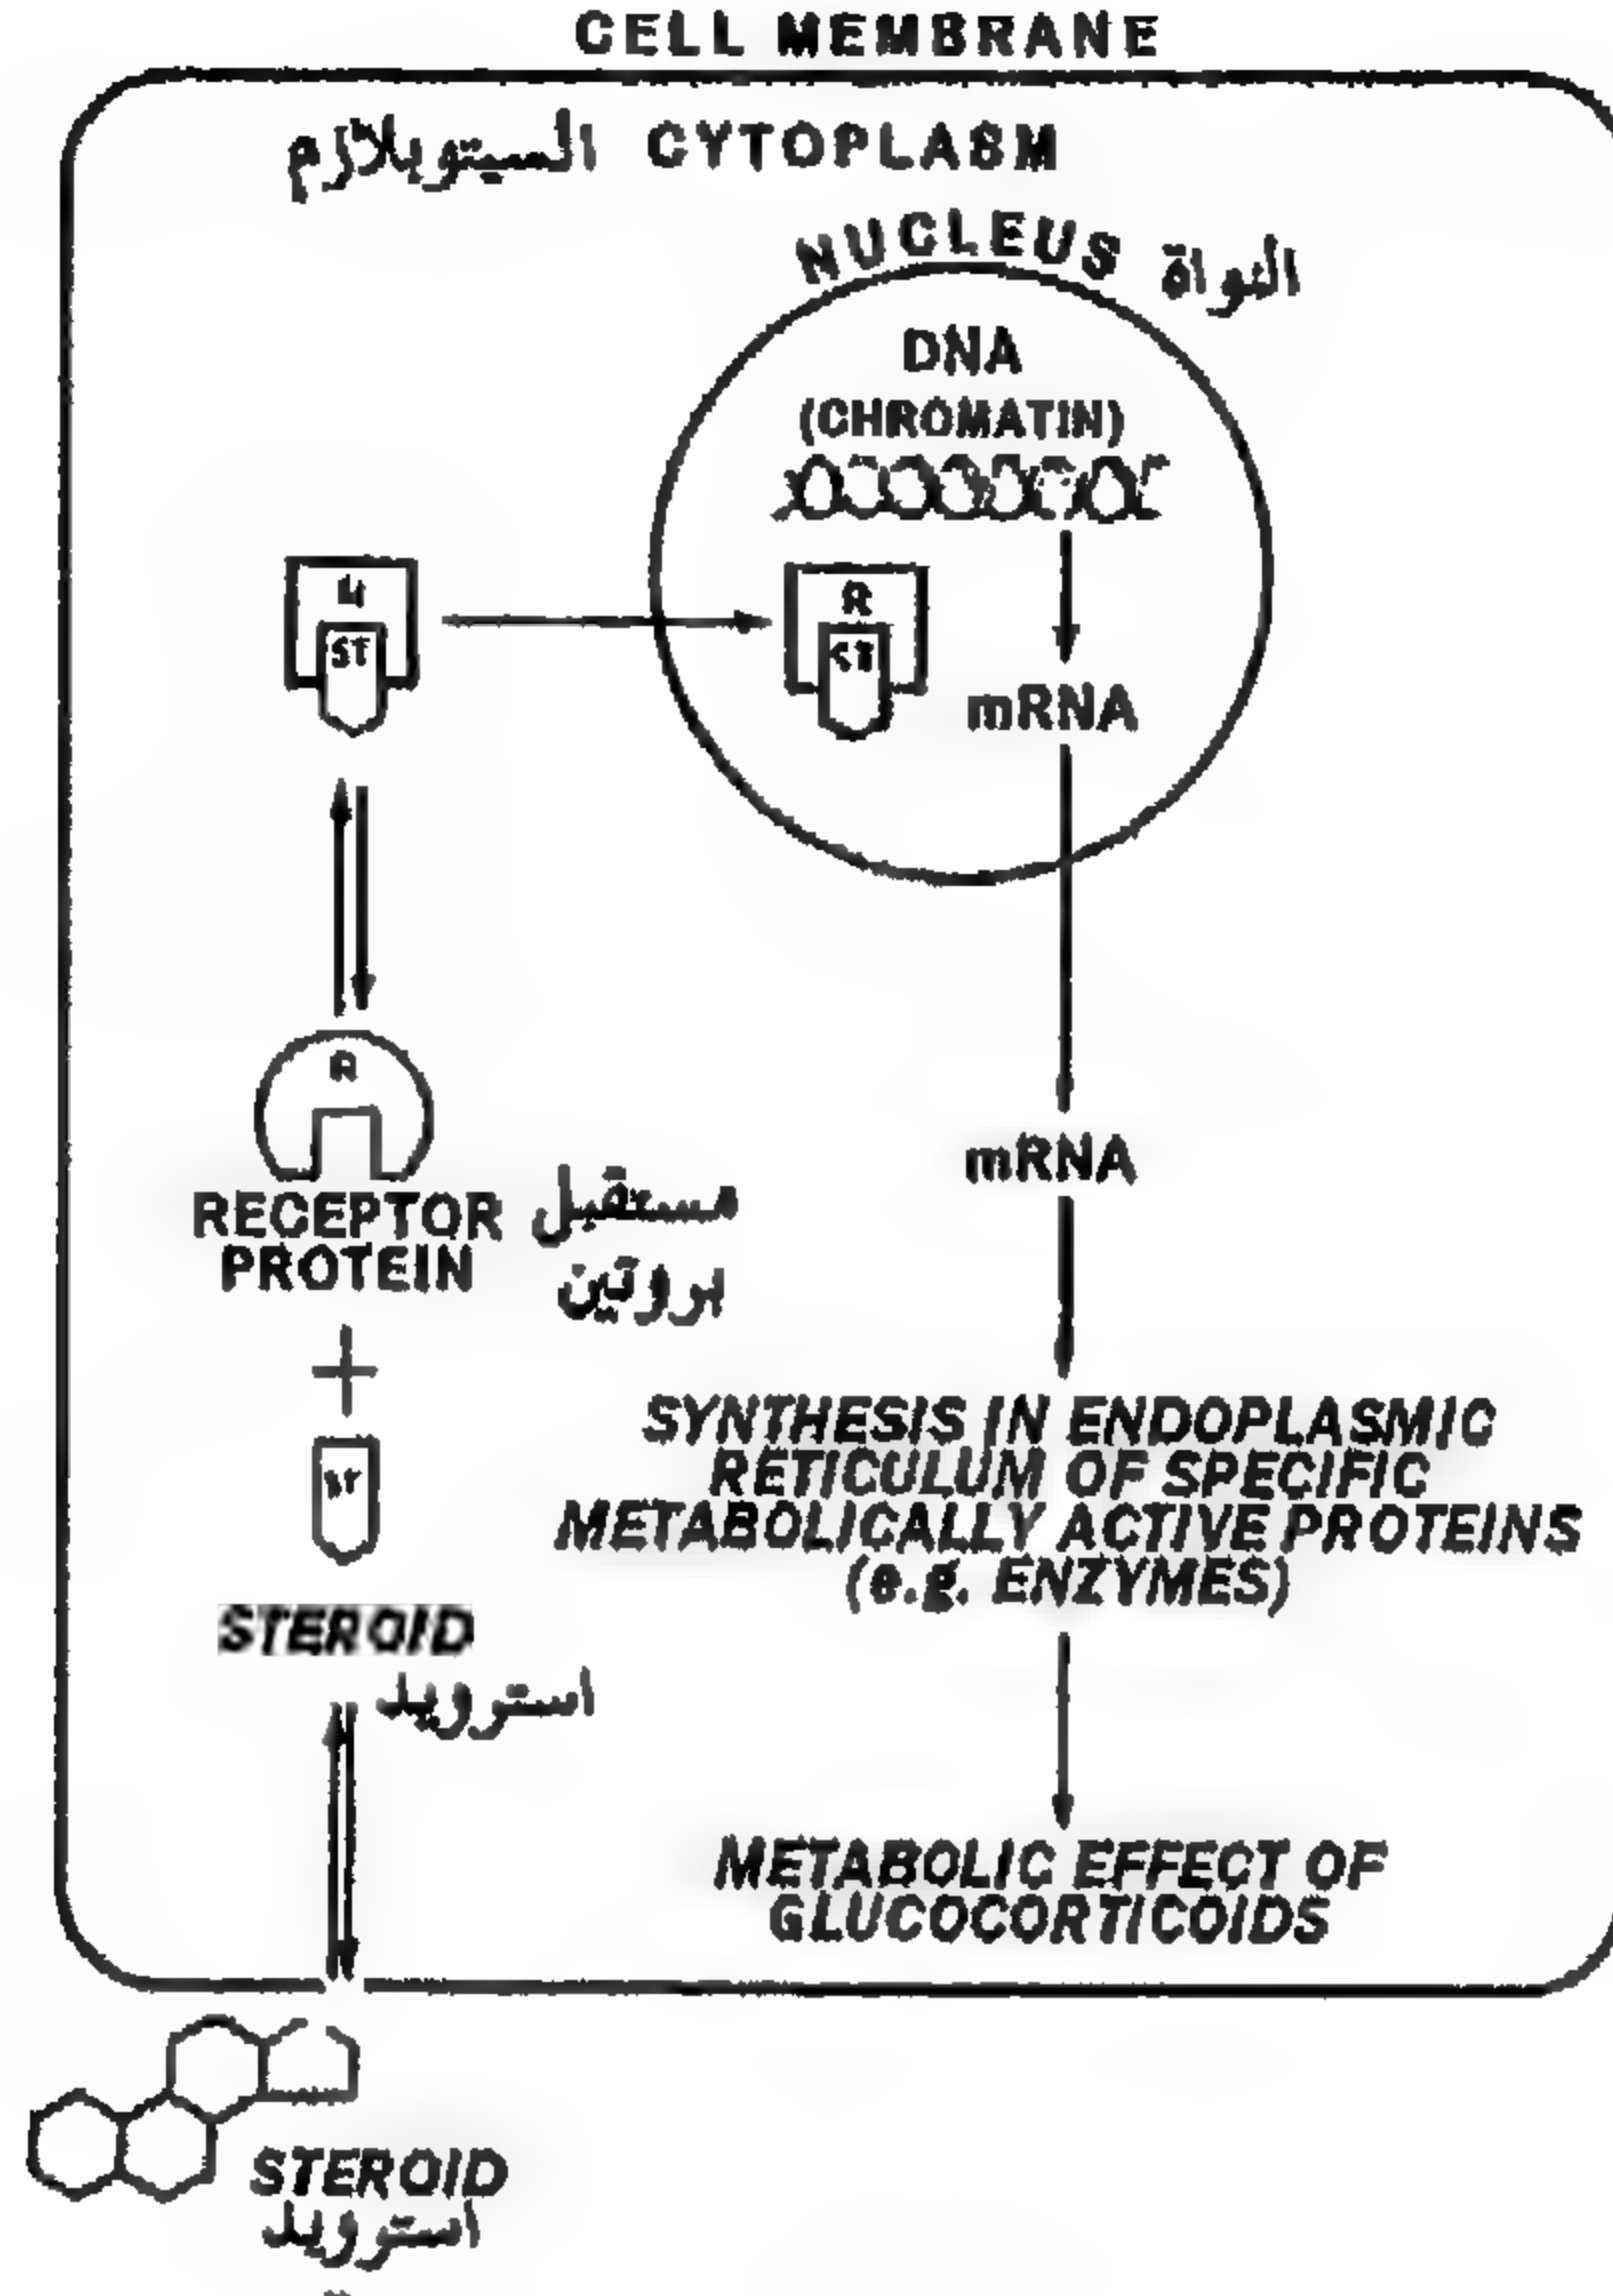 CELL MEMBRANE
CYTOPLASM السيتوبلازم
NUCLEUS النواة
DNA
(CHROMATIN)
ST
R
mRNA
R
mRNA
RECEPTOR مستقبل
PROTEIN بروتين
+
SYNTHESIS IN ENDOPLASMIC
RETICULUM OF SPECIFIC
METABOLICALLY ACTIVE PROTEINS
(e.g. ENZYMES)
STEROID
استرويد
METABOLIC EFFECT OF
GLUCOCORTICOIDS
STEROID
استرويد